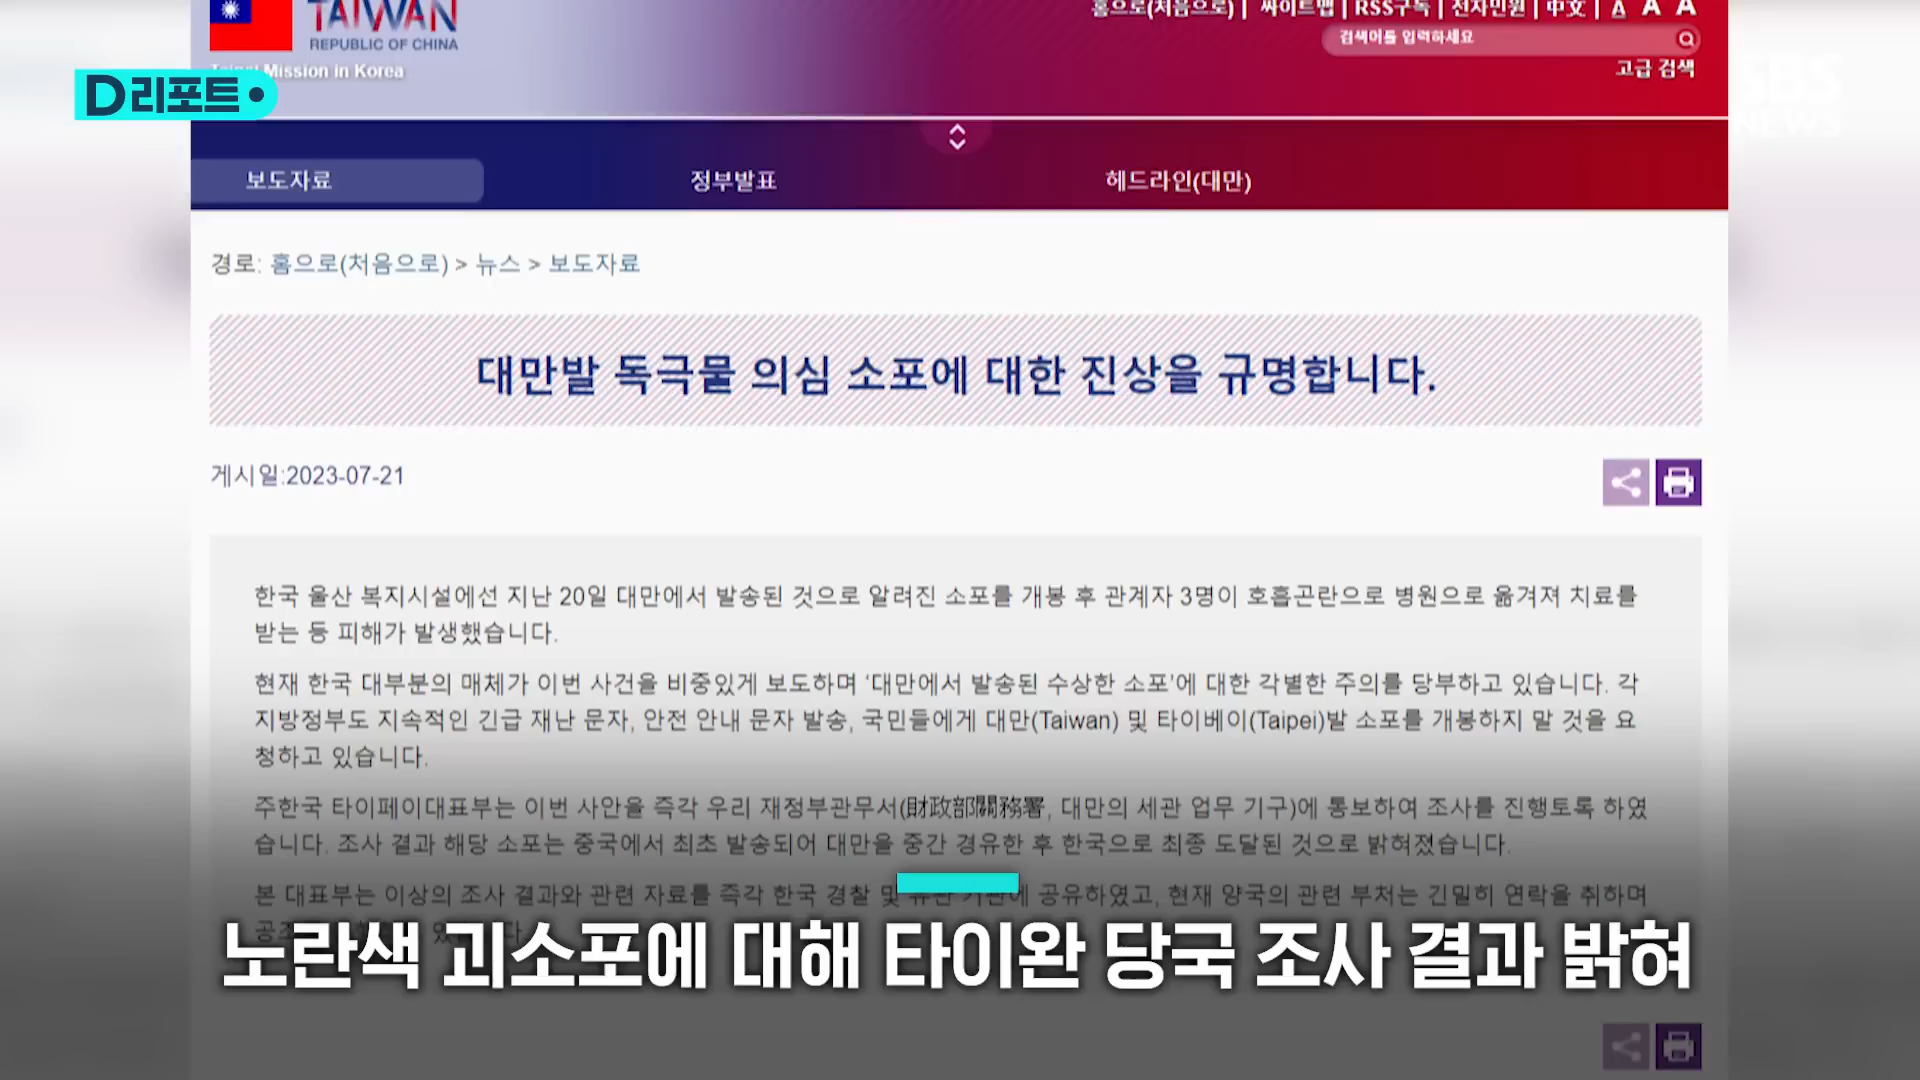 TAIWAN
REPUBLIC OF CHINA
Taipei Mission in Korea
홈으로(처음으로) | 싸이트맵 | RSS구독 | 전자민원 | 中文 | A A A
검색어를 입력하세요
고급 검색
D리포트
SBS
NEWS
보도자료
정부발표
헤드라인(대만)
경로: 홈으로(처음으로) > 뉴스 > 보도자료
대만발 독극물 의심 소포에 대한 진상을 규명합니다.
게시일:2023-07-21
한국 울산 복지시설에선 지난 20일 대만에서 발송된 것으로 알려진 소포를 개봉 후 관계자 3명이 호흡곤란으로 병원으로 옮겨져 치료를
받는 등 피해가 발생했습니다.
현재 한국 대부분의 매체가 이번 사건을 비중있게 보도하며 '대만에서 발송된 수상한 소포'에 대한 각별한 주의를 당부하고 있습니다. 각
지방정부도 지속적인 긴급 재난 문자, 안전 안내 문자 발송, 국민들에게 대만(Taiwan) 및 타이베이(Taipei)발 소포를 개봉하지 말 것을 요
청하고 있습니다.
주한국 타이페이대표부는 이번 사안을 즉각 우리 재정부관무서(財政部關務署, 대만의 세관 업무 기구)에 통보하여 조사를 진행토록 하였
습니다. 조사 결과 해당 소포는 중국에서 최초 발송되어 대만을 중간 경유한 후 한국으로 최종 도달된 것으로 밝혀졌습니다.
본 대표부는 이상의 조사 결과와 관련 자료를 즉각 한국 경찰 및 유관 기관에 공유하였고, 현재 양국의 관련 부처는 긴밀히 연락을 취하며
노란색 괴소포에 대해 타이완 당국 조사 결과 밝혀